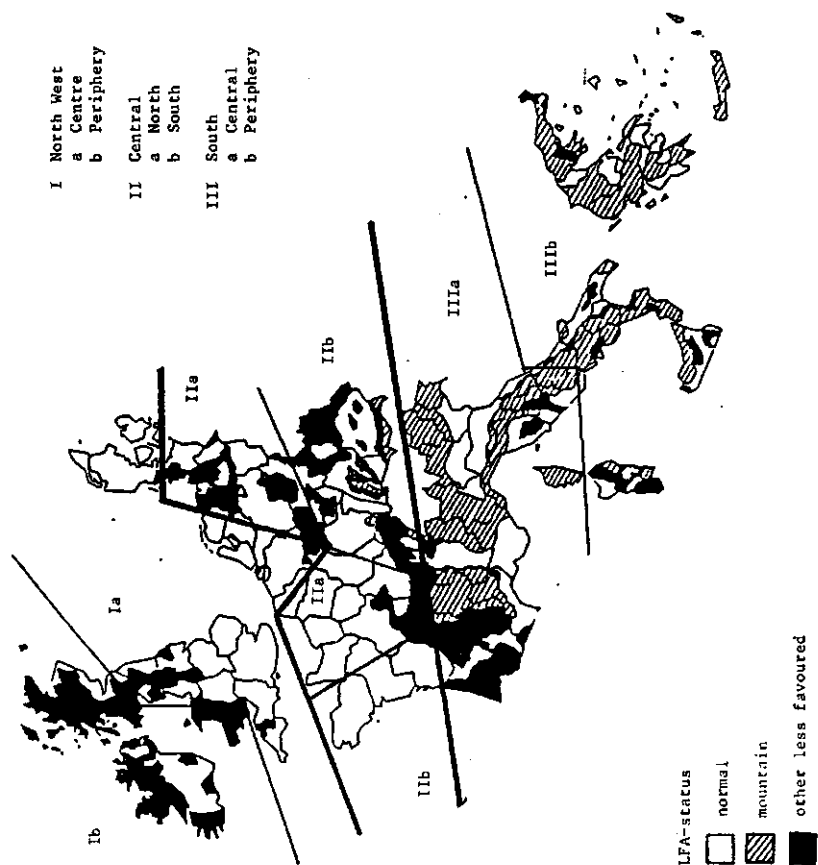 I North West
a Centre
b Periphery
II Central
a North
b South
III South
a Central
b Periphery
Ia
Ib
IIa
IIa
IIb
IIb
IIIa
IIIb
LFA-status
normal
mountain
other less favoured